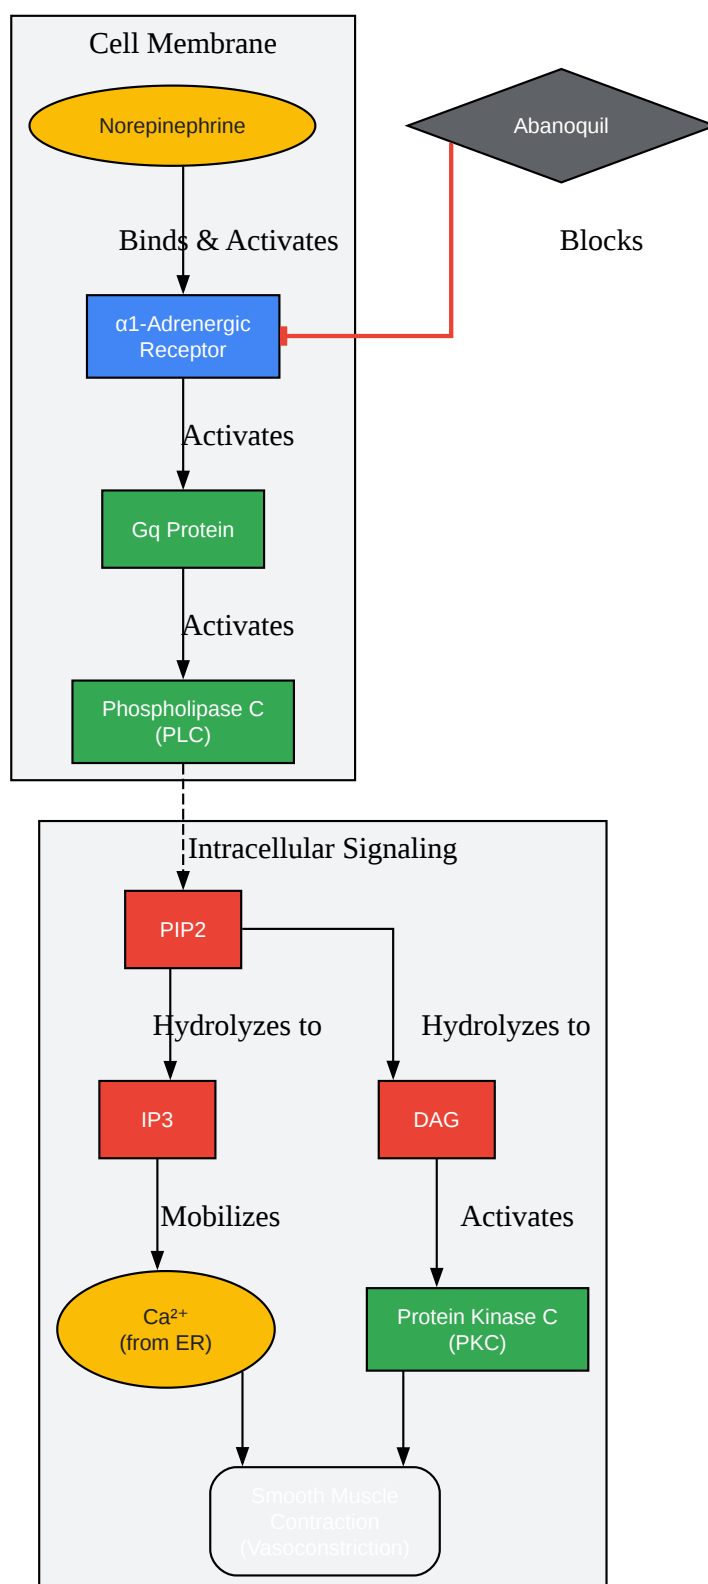 Cell Membrane
Norepinephrine
Abanoquil
Binds & Activates
Blocks
α1-Adrenergic
Receptor
Activates
Gq Protein
Activates
Phospholipase C
(PLC)
Intracellular Signaling
PIP2
Hydrolyzes to
Hydrolyzes to
IP3
DAG
Mobilizes
Activates
Ca²⁺
(from ER)
Protein Kinase C
(PKC)
Smooth Muscle
Contraction
(Vasoconstriction)